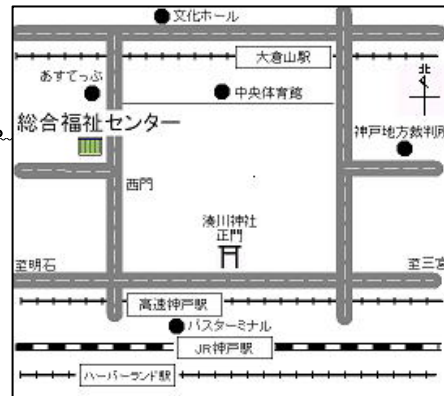 文化ホール
大倉山駅
北
あすてっぷ
中央体育館
総合福祉センター
神戸地方裁判所
西門
湊川神社
正門
至明石
至三宮
高速神戸駅
バスターミナル
JR神戸駅
ハーバーランド駅